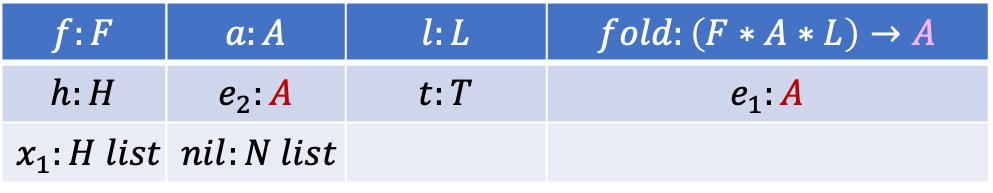 f: F a: A l: L fold: (F * A * L) → A
h: H e₂: A t: T e₁: A
x₁: H list nil: N list